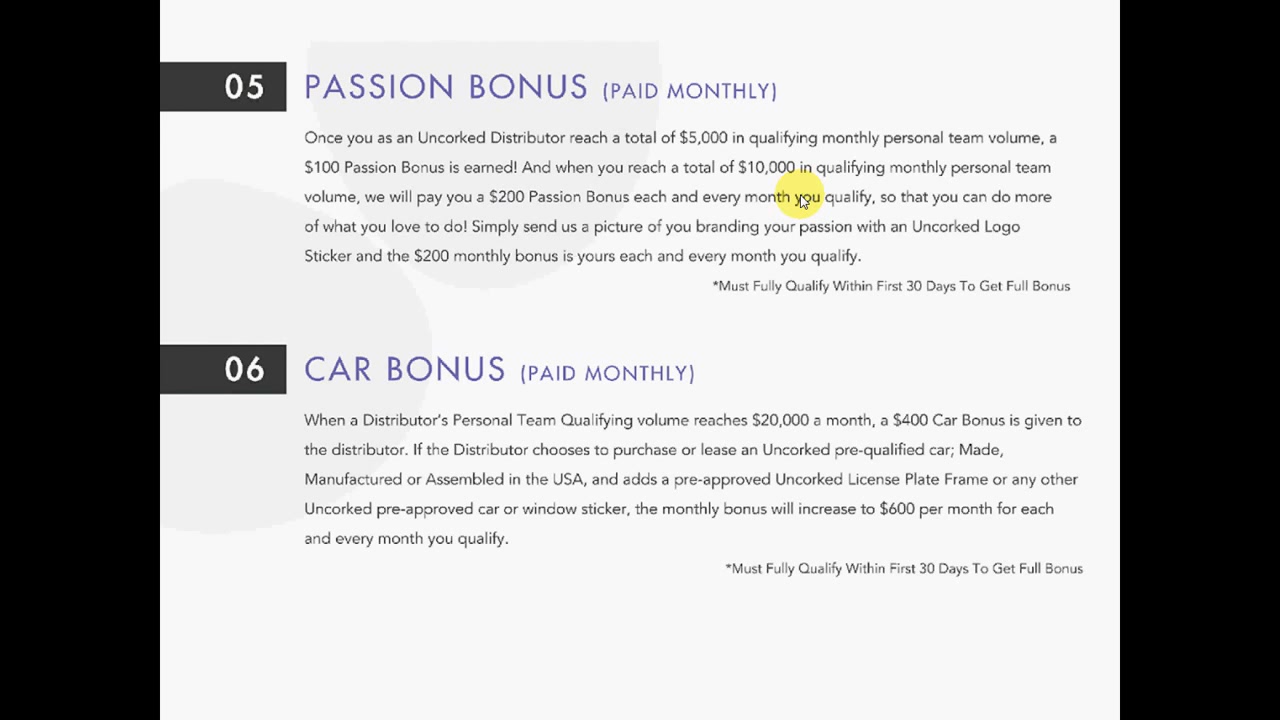 05 PASSION BONUS (PAID MONTHLY)
Once you as an Uncorked Distributor reach a total of $5,000 in qualifying monthly personal team volume, a
$100 Passion Bonus is earned! And when you reach a total of $10,000 in qualifying monthly personal team
volume, we will pay you a $200 Passion Bonus each and every month you qualify, so that you can do more
of what you love to do! Simply send us a picture of you branding your passion with an Uncorked Logo
Sticker and the $200 monthly bonus is yours each and every month you qualify.
*Must Fully Qualify Within First 30 Days To Get Full Bonus
06 CAR BONUS (PAID MONTHLY)
When a Distributor's Personal Team Qualifying volume reaches $20,000 a month, a $400 Car Bonus is given to
the distributor. If the Distributor chooses to purchase or lease an Uncorked pre-qualified car; Made,
Manufactured or Assembled in the USA, and adds a pre-approved Uncorked License Plate Frame or any other
Uncorked pre-approved car or window sticker, the monthly bonus will increase to $600 per month for each
and every month you qualify.
*Must Fully Qualify Within First 30 Days To Get Full Bonus